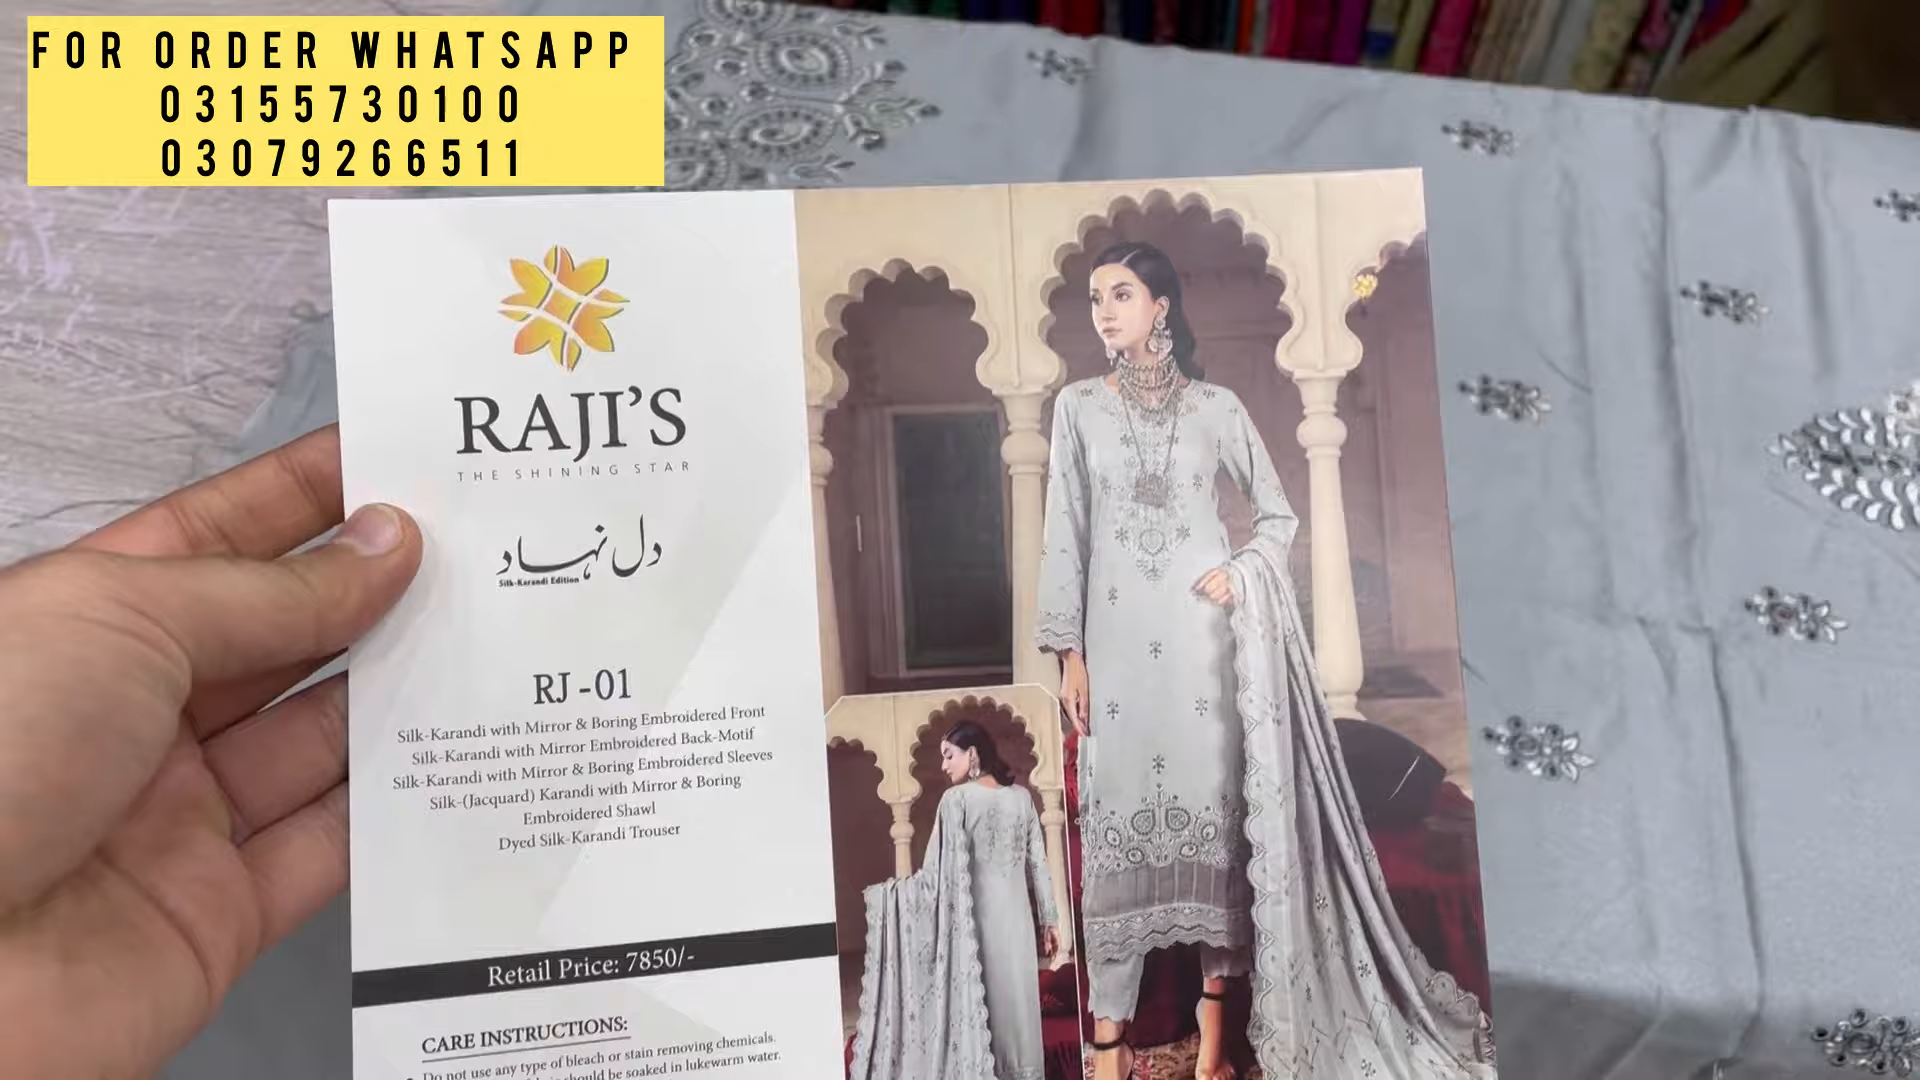 FOR ORDER WHATSAPP
03155730100
03079266511
RAJI'S
THE SHINING STAR
دل نہاد
Silk-Karandi Edition
RJ-01
Silk-Karandi with Mirror & Boring Embroidered Front
Silk-Karandi with Mirror Embroidered Back-Motif
Silk-Karandi with Mirror & Boring Embroidered Sleeves
Silk-(Jacquard) Karandi with Mirror & Boring
Embroidered Shawl
Dyed Silk-Karandi Trouser
Retail Price: 7850/-
CARE INSTRUCTIONS:
Do not use any type of bleach or stain removing chemicals.
should be soaked in lukewarm water.